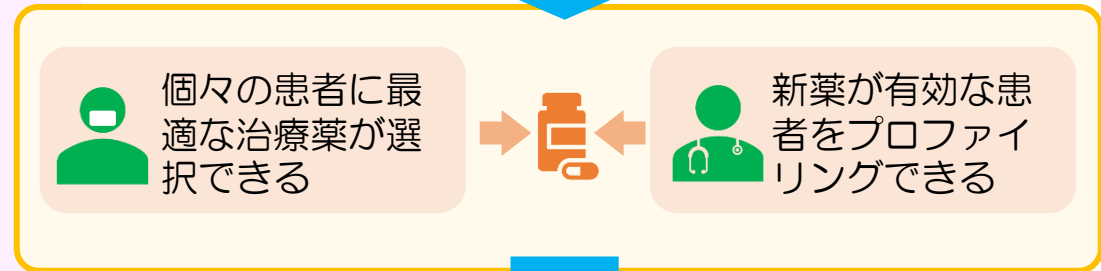 個々の患者に最
適な治療薬が選
択できる
新薬が有効な患
者をプロファイ
リングできる